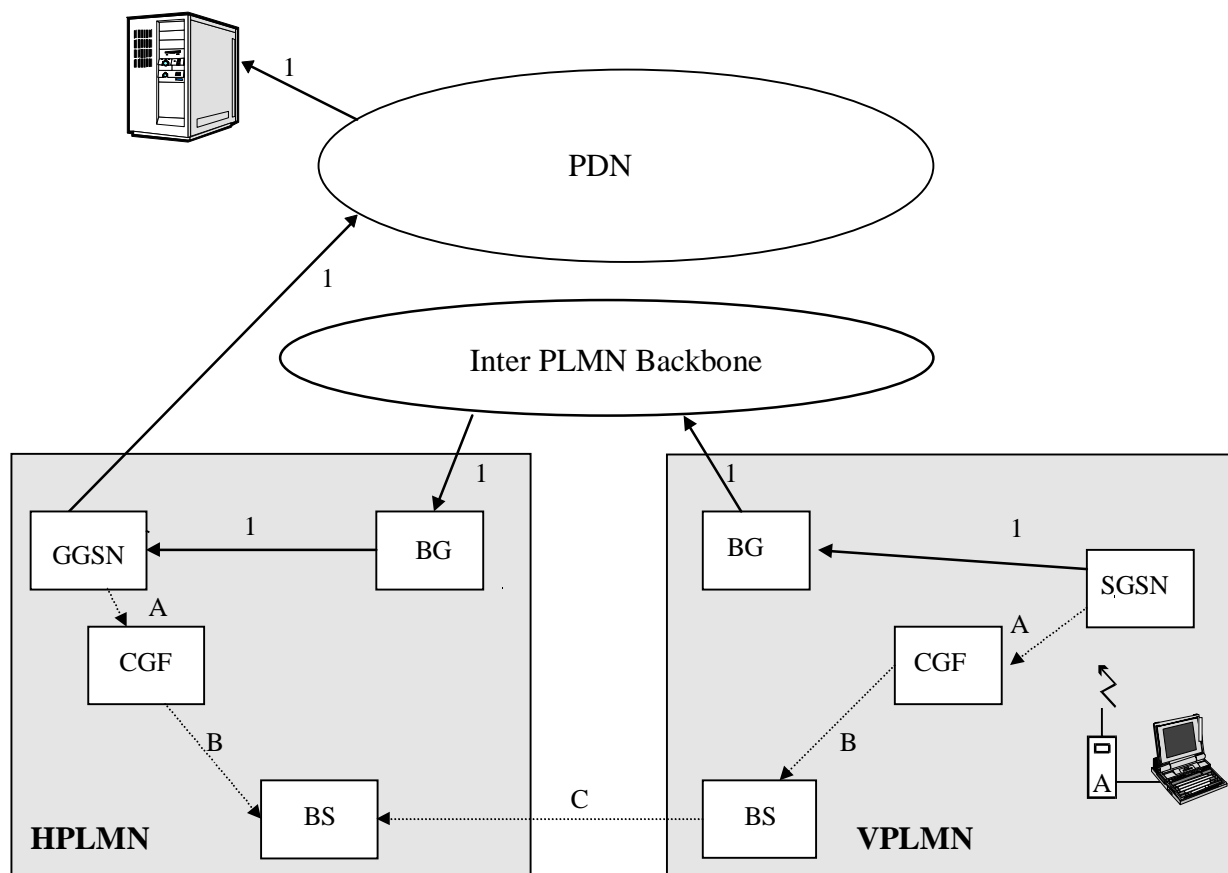 1
PDN
1
Inter PLMN Backbone
1
1
1
1
GGSN
BG
BG
SGSN
A
A
CGF
CGF
B
B
A
C
BS
BS
HPLMN
VPLMN